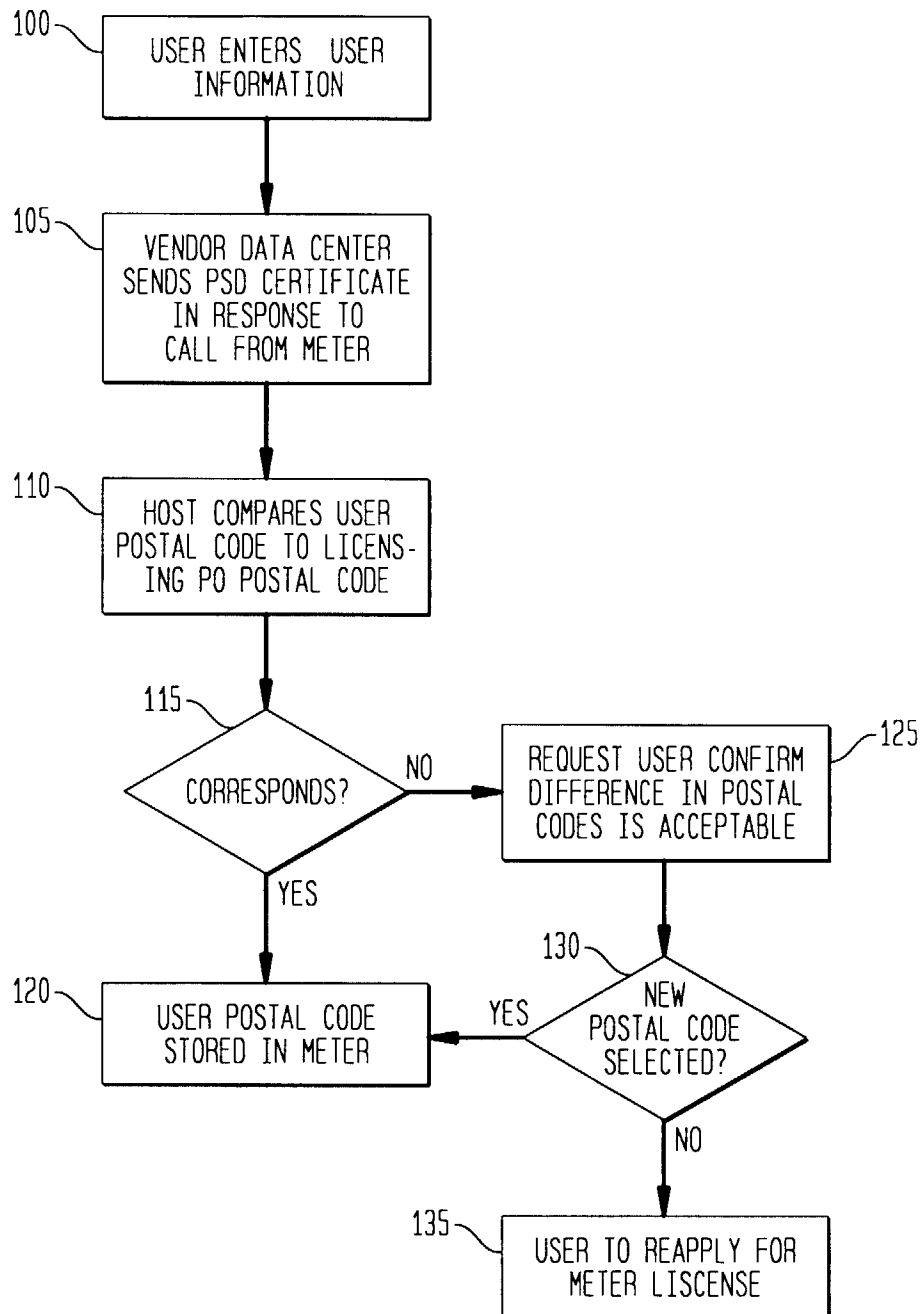 100
USER ENTERS USER
INFORMATION
105
VENDOR DATA CENTER
SENDS PSD CERTIFICATE
IN RESPONSE TO
CALL FROM METER
110
HOST COMPARES USER
POSTAL CODE TO LICENS-
ING PO POSTAL CODE
115
CORRESPONDS?
NO
YES
125
REQUEST USER CONFIRM
DIFFERENCE IN POSTAL
CODES IS ACCEPTABLE
130
NEW
POSTAL CODE
SELECTED?
YES
NO
120
USER POSTAL CODE
STORED IN METER
135
USER TO REAPPLY FOR
METER LISCENSE